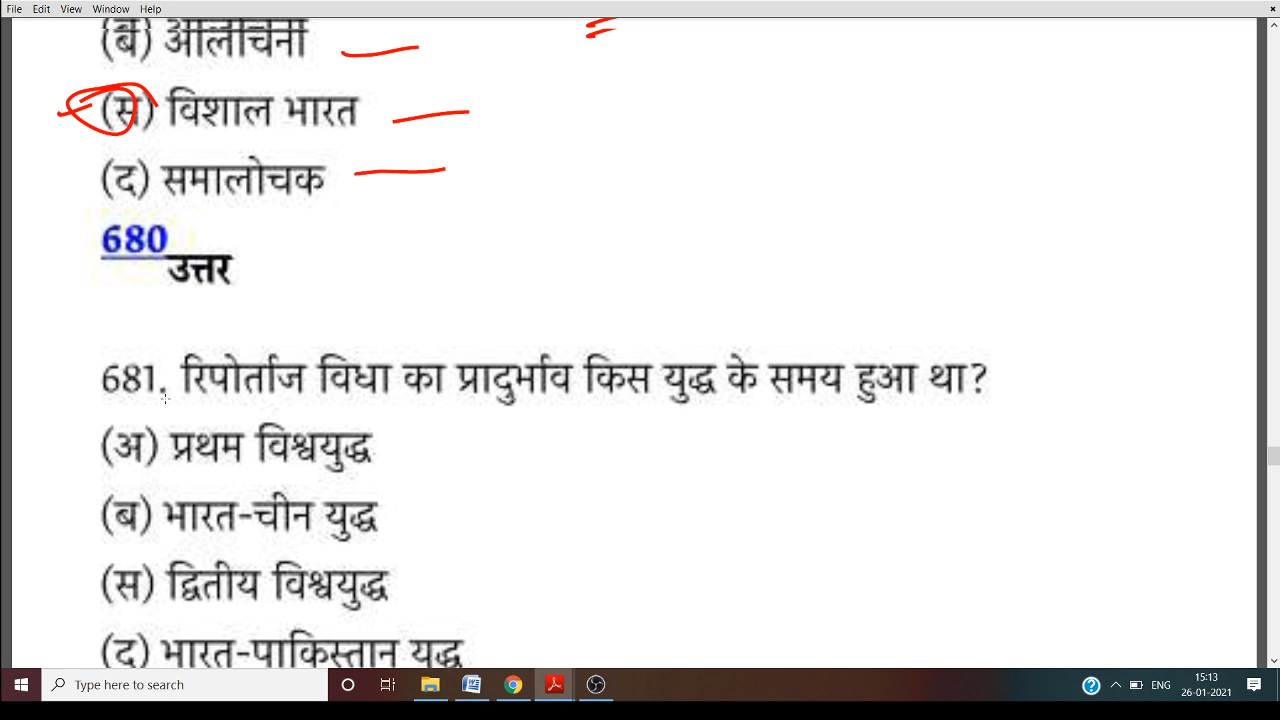 File Edit View Window Help
(ब) आलोचना
(स) विशाल भारत
(द) समालोचक
680
उत्तर
681. रिपोर्ताज विधा का प्रादुर्भाव किस युद्ध के समय हुआ था?
(अ) प्रथम विश्वयुद्ध
(ब) भारत-चीन युद्ध
(स) द्वितीय विश्वयुद्ध
(द) भारत-पाकिस्तान युद्ध
Type here to search
ENG
15:13
26-01-2021